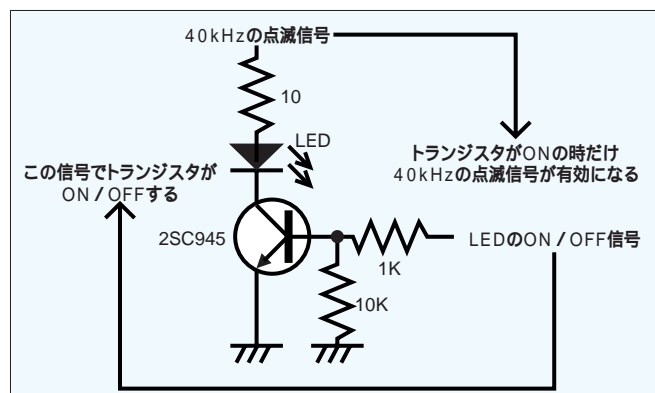 40kHzの点滅信号
10
LED
トランジスタがONの時だけ
40kHzの点滅信号が有効になる
この信号でトランジスタが
ON/OFFする
2SC945
LEDのON/OFF信号
1K
10K